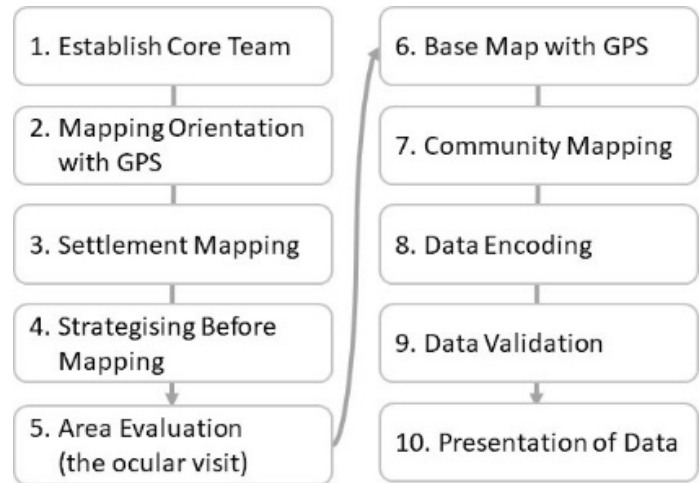 1. Establish Core Team
2. Mapping Orientation
with GPS
3. Settlement Mapping
4. Strategising Before
Mapping
5. Area Evaluation
(the ocular visit)
6. Base Map with GPS
7. Community Mapping
8. Data Encoding
9. Data Validation
10. Presentation of Data